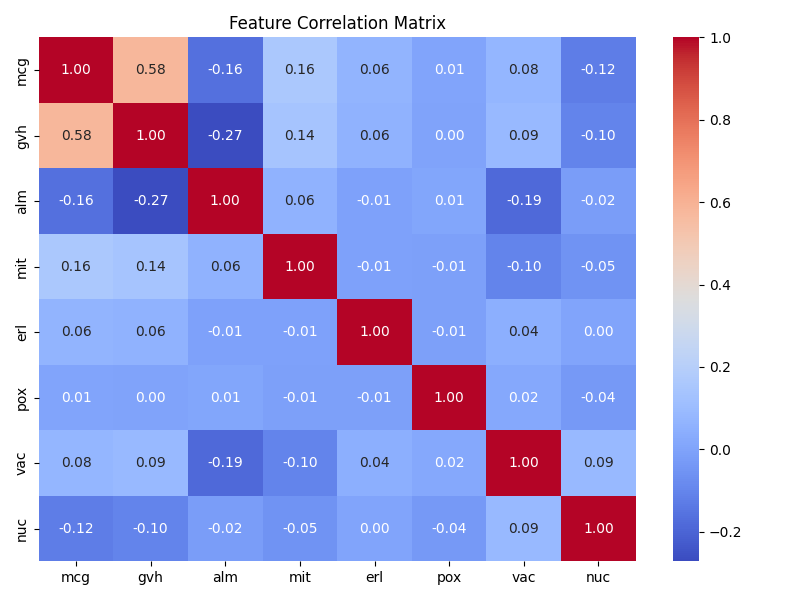 Feature Correlation Matrix
mcg 1.00 0.58 -0.16 0.16 0.06 0.01 0.08 -0.12
gvh 0.58 1.00 -0.27 0.14 0.06 0.00 0.09 -0.10
alm -0.16 -0.27 1.00 0.06 -0.01 0.01 -0.19 -0.02
mit 0.16 0.14 0.06 1.00 -0.01 -0.01 -0.10 -0.05
erl 0.06 0.06 -0.01 -0.01 1.00 -0.01 0.04 0.00
pox 0.01 0.00 0.01 -0.01 -0.01 1.00 0.02 -0.04
vac 0.08 0.09 -0.19 -0.10 0.04 0.02 1.00 0.09
nuc -0.12 -0.10 -0.02 -0.05 0.00 -0.04 0.09 1.00
mcg gvh alm mit erl pox vac nuc
1.0
0.8
0.6
0.4
0.2
0.0
−0.2